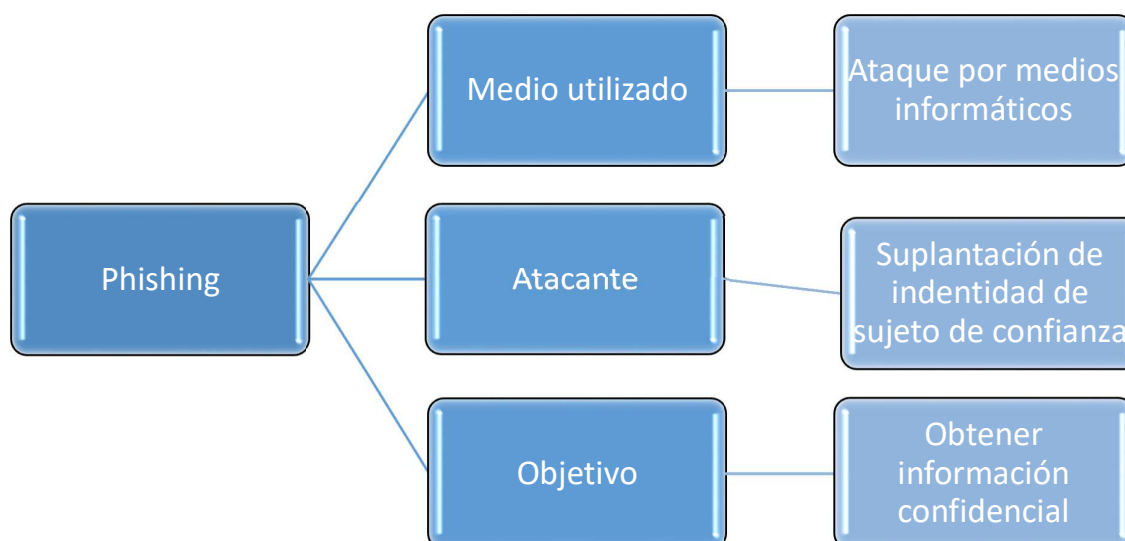 Medio utilizado
Ataque por medios
informáticos
Phishing
Atacante
Suplantación de
indentidad de
sujeto de confianza
Objetivo
Obtener
información
confidencial